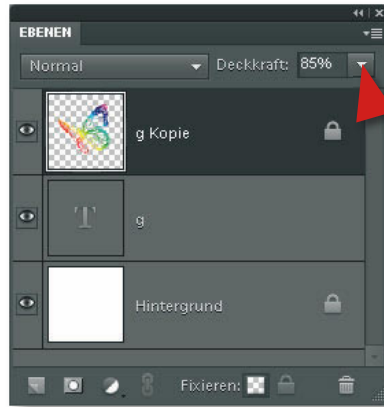 EBENEN
Normal Deckkraft: 85%
g Kopie
T g
Hintergrund
Fixieren: